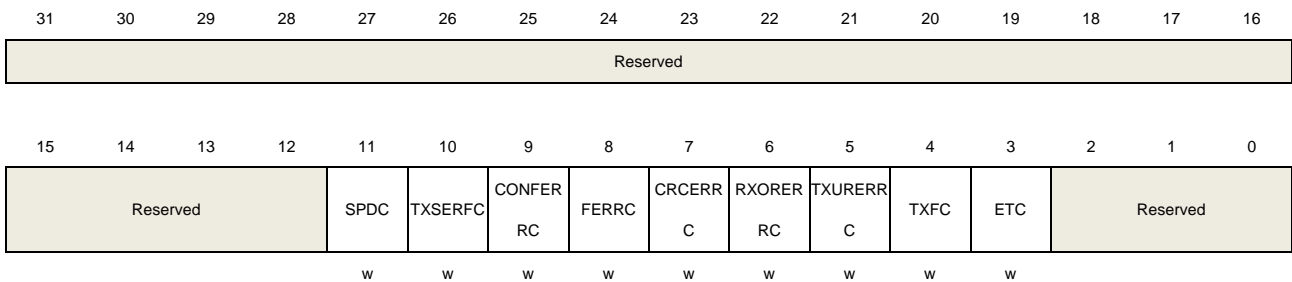 31 30 29 28 27 26 25 24 23 22 21 20 19 18 17 16
Reserved
15 14 13 12 11 10 9 8 7 6 5 4 3 2 1 0
Reserved SPDC TXSERFC CONFER FERRC CRCERR RXORER TXURERR TXFC ETC Reserved
RC C RC C
w w w w w w w w w